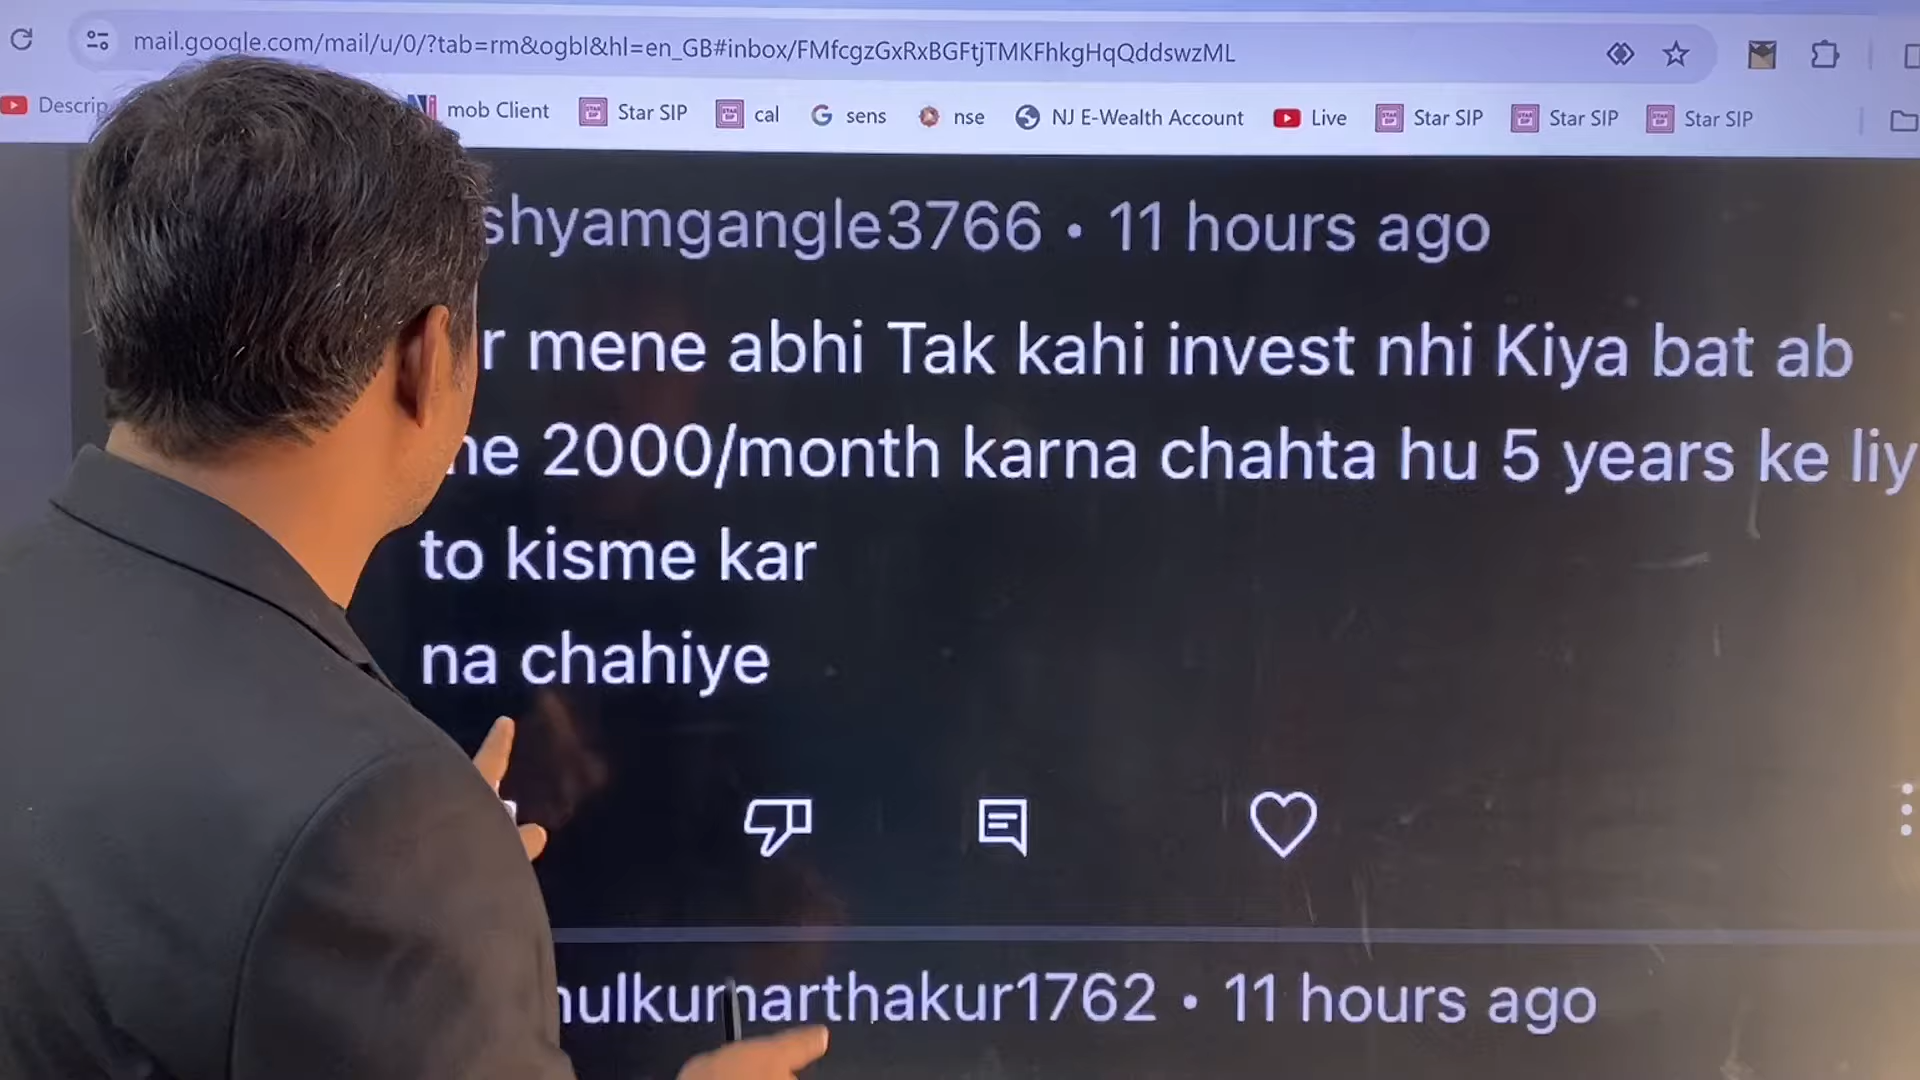 mail.google.com/mail/u/0/?tab=rm&ogbl&hl=en_GB#inbox/FMfcgzGxRxBGFtjTMKFhkgHqQddswzML
Descrip mob Client Star SIP cal sens nse NJ E-Wealth Account Live Star SIP Star SIP Star SIP
shyamgangle3766 • 11 hours ago
r mene abhi Tak kahi invest nhi Kiya bat ab
2000/month karna chahta hu 5 years ke liy
to kisme kar
na chahiye
ulkumarthakur1762 • 11 hours ago